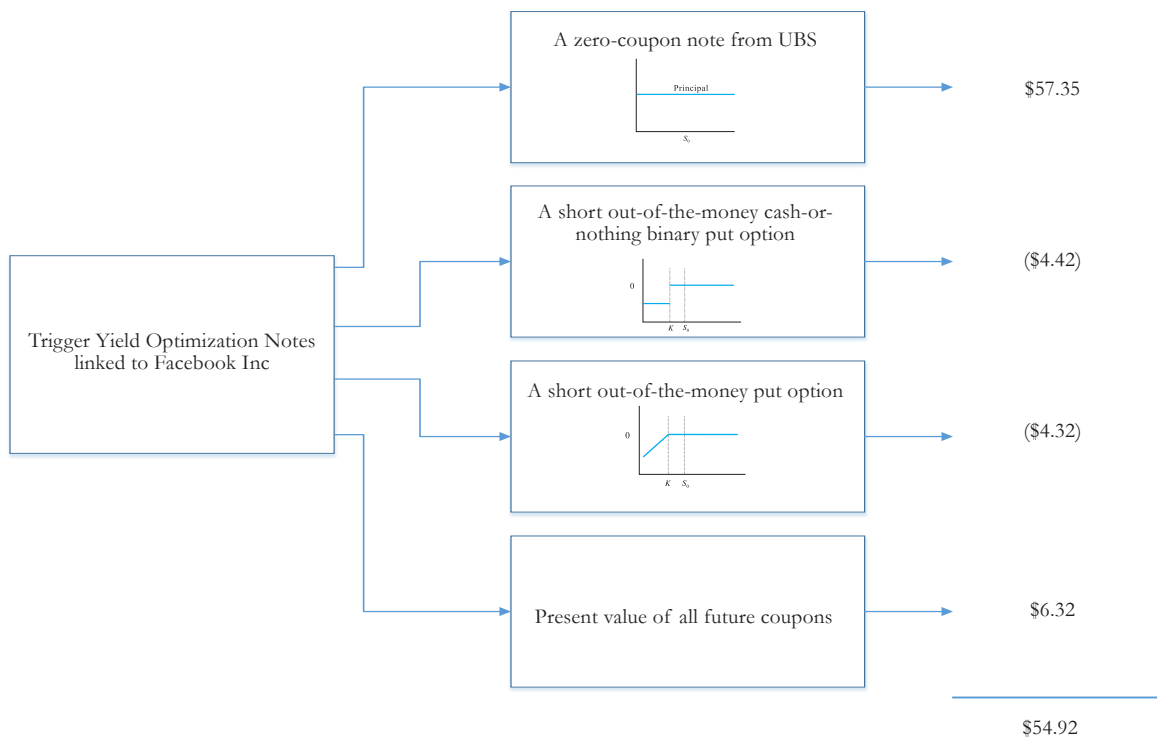 A zero-coupon note from UBS
Principal
S₀
$57.35
A short out-of-the-money cash-or-
nothing binary put option
0
K
S₀
($4.42)
Trigger Yield Optimization Notes
linked to Facebook Inc
A short out-of-the-money put option
0
K
S₀
($4.32)
Present value of all future coupons
$6.32
$54.92